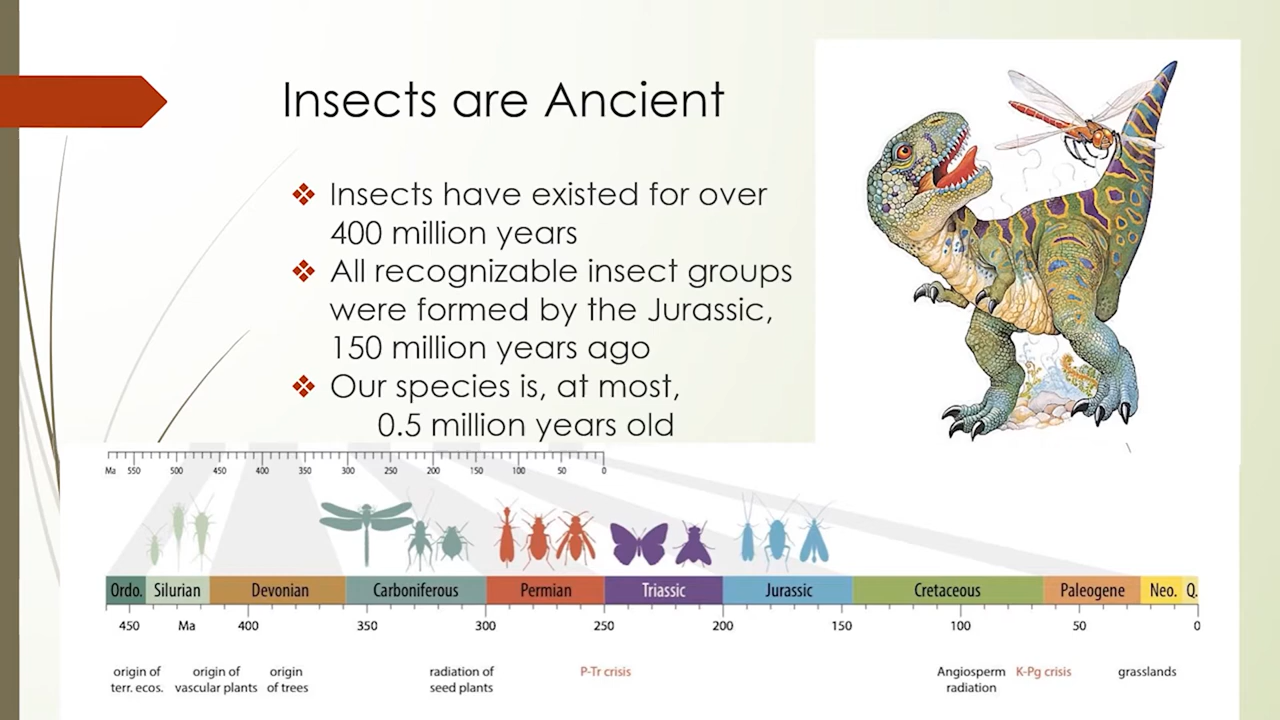 Insects are Ancient
❖ Insects have existed for over
400 million years
❖ All recognizable insect groups
were formed by the Jurassic,
150 million years ago
❖ Our species is, at most,
0.5 million years old
Ma 550 500 450 400 350 300 250 200 150 100 50 0
Ordo. Silurian Devonian Carboniferous Permian Triassic Jurassic Cretaceous Paleogene Neo. Q.
450 Ma 400 350 300 250 200 150 100 50 0
origin of origin of origin radiation of P-Tr crisis Angiosperm K-Pg crisis grasslands
terr. ecos. vascular plants of trees seed plants radiation